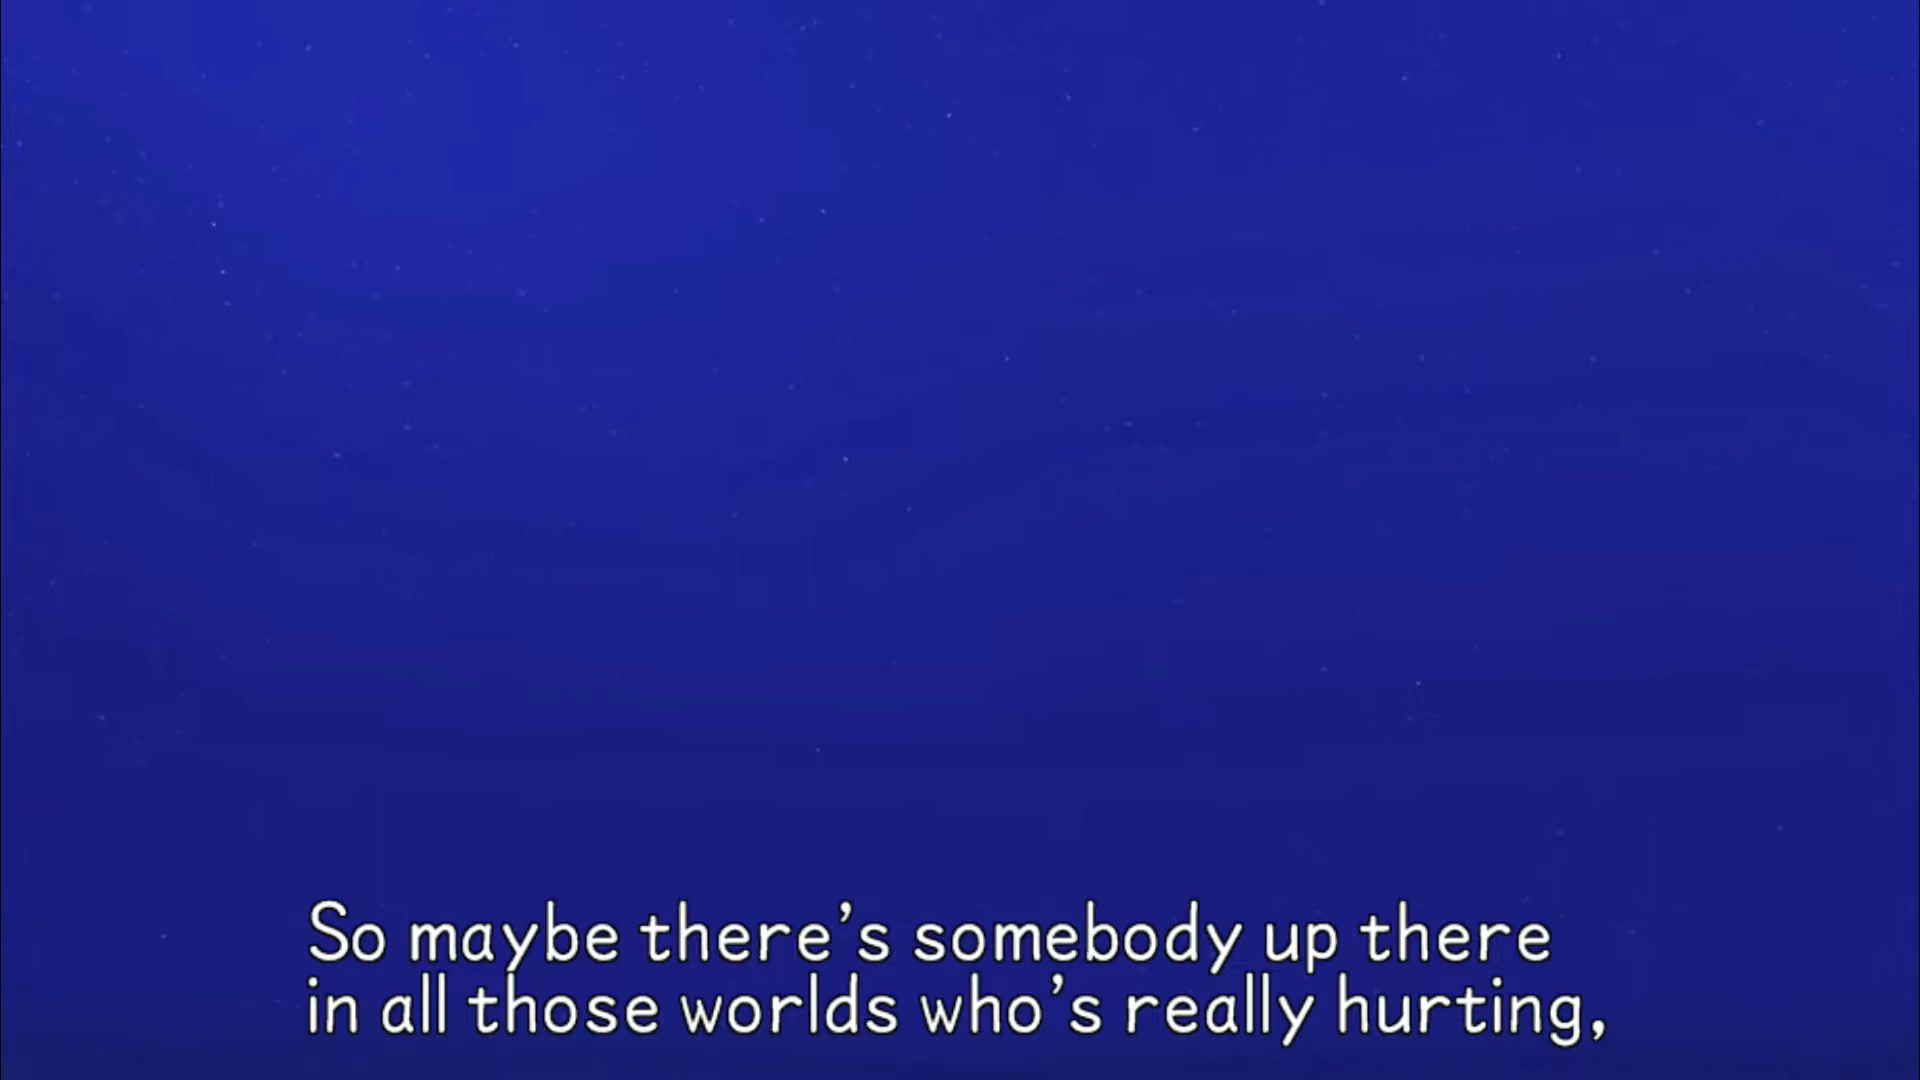 So maybe there's somebody up there
in all those worlds who's really hurting,